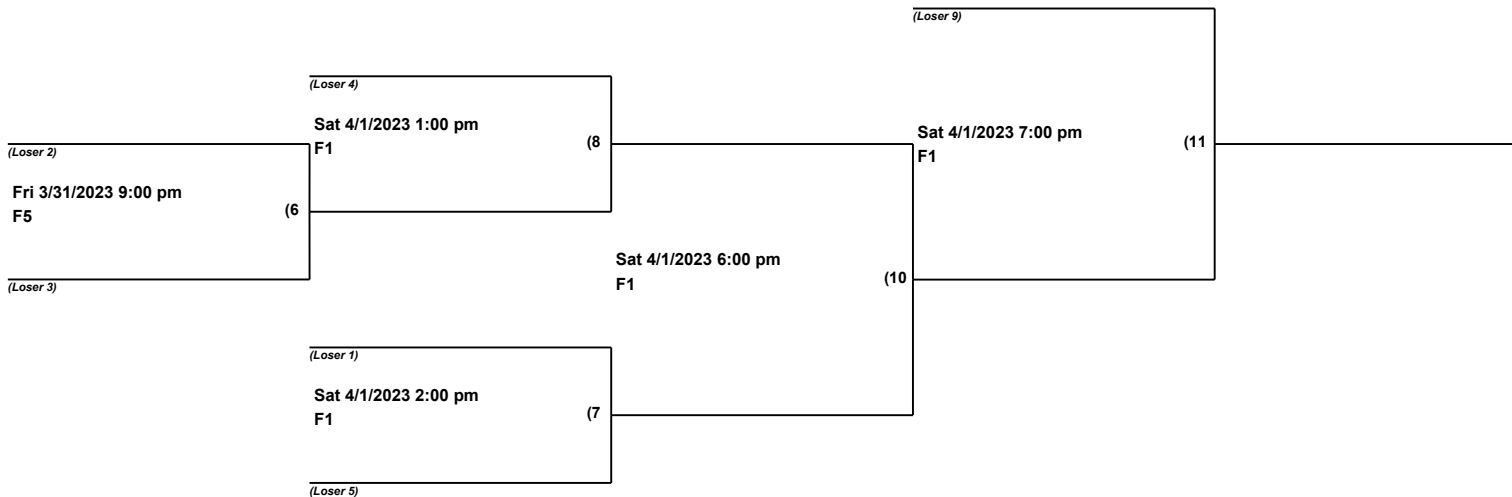 (Loser 9)
(Loser 4)
Sat 4/1/2023 1:00 pm
F1
(8
Sat 4/1/2023 7:00 pm
F1
(11
(Loser 2)
Fri 3/31/2023 9:00 pm
F5
(6
Sat 4/1/2023 6:00 pm
F1
(10
(Loser 3)
(Loser 1)
Sat 4/1/2023 2:00 pm
F1
(7
(Loser 5)